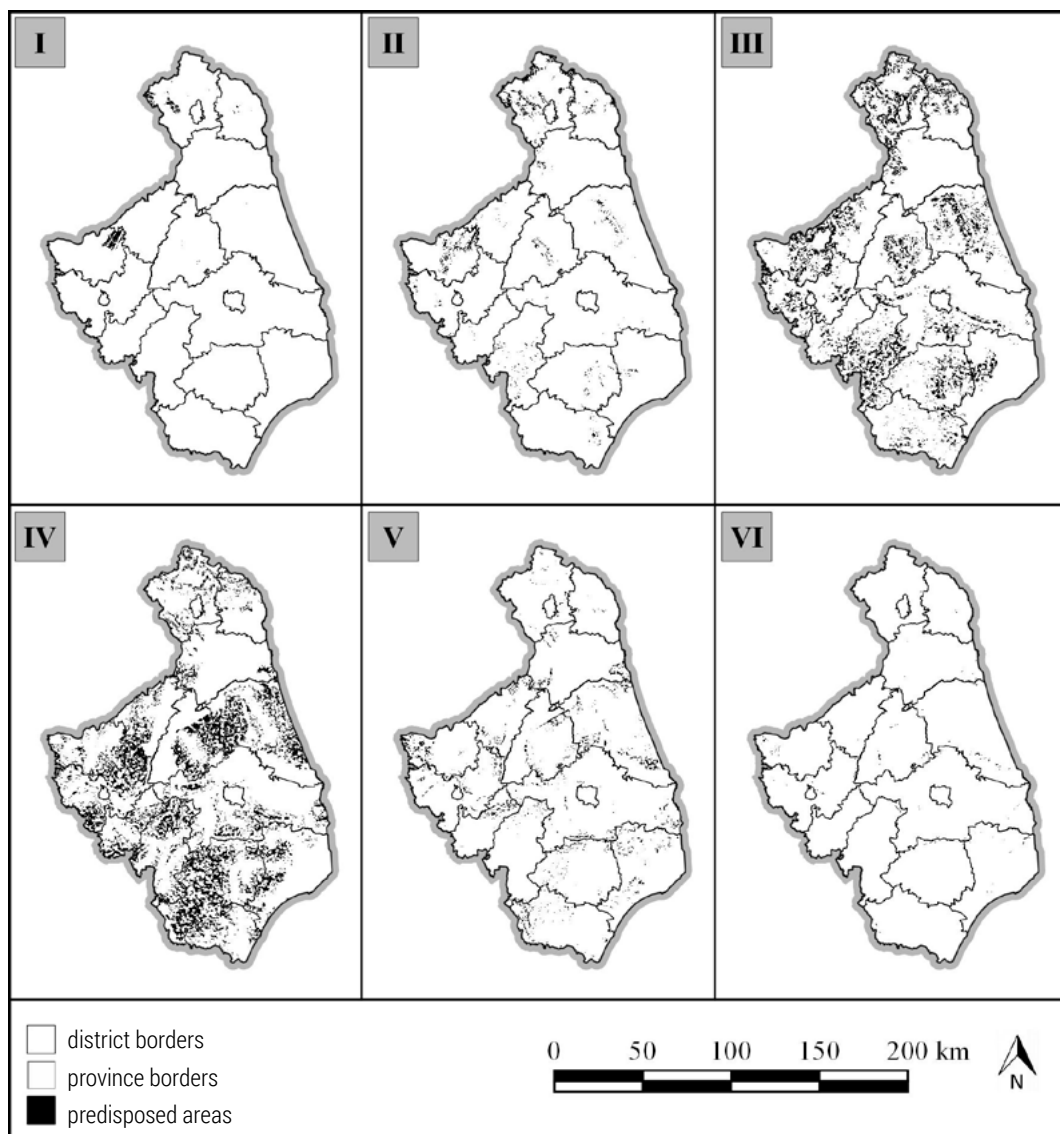 I
II
III
IV
V
VI
district borders
province borders
predisposed areas
0 50 100 150 200 km
N